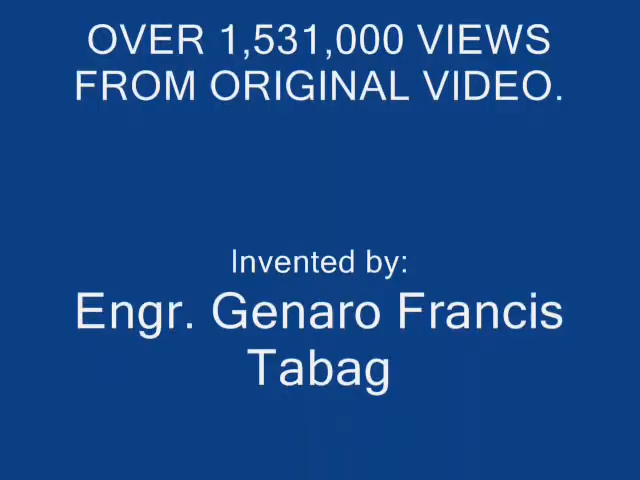 OVER 1,531,000 VIEWS
FROM ORIGINAL VIDEO.
Invented by:
Engr. Genaro Francis
Tabag